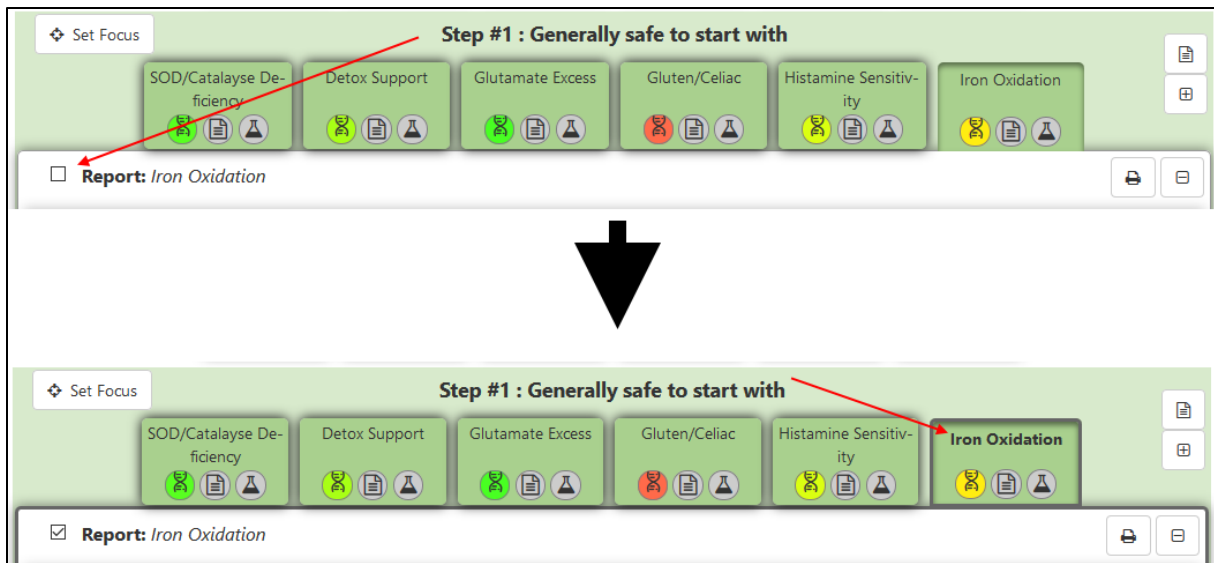 Set Focus
Step #1 : Generally safe to start with
SOD/Catalayse De-
ficiency
Detox Support
Glutamate Excess
Gluten/Celiac
Histamine Sensitiv-
ity
Iron Oxidation
Report: Iron Oxidation
Set Focus
Step #1 : Generally safe to start with
SOD/Catalayse De-
ficiency
Detox Support
Glutamate Excess
Gluten/Celiac
Histamine Sensitiv-
ity
Iron Oxidation
Report: Iron Oxidation